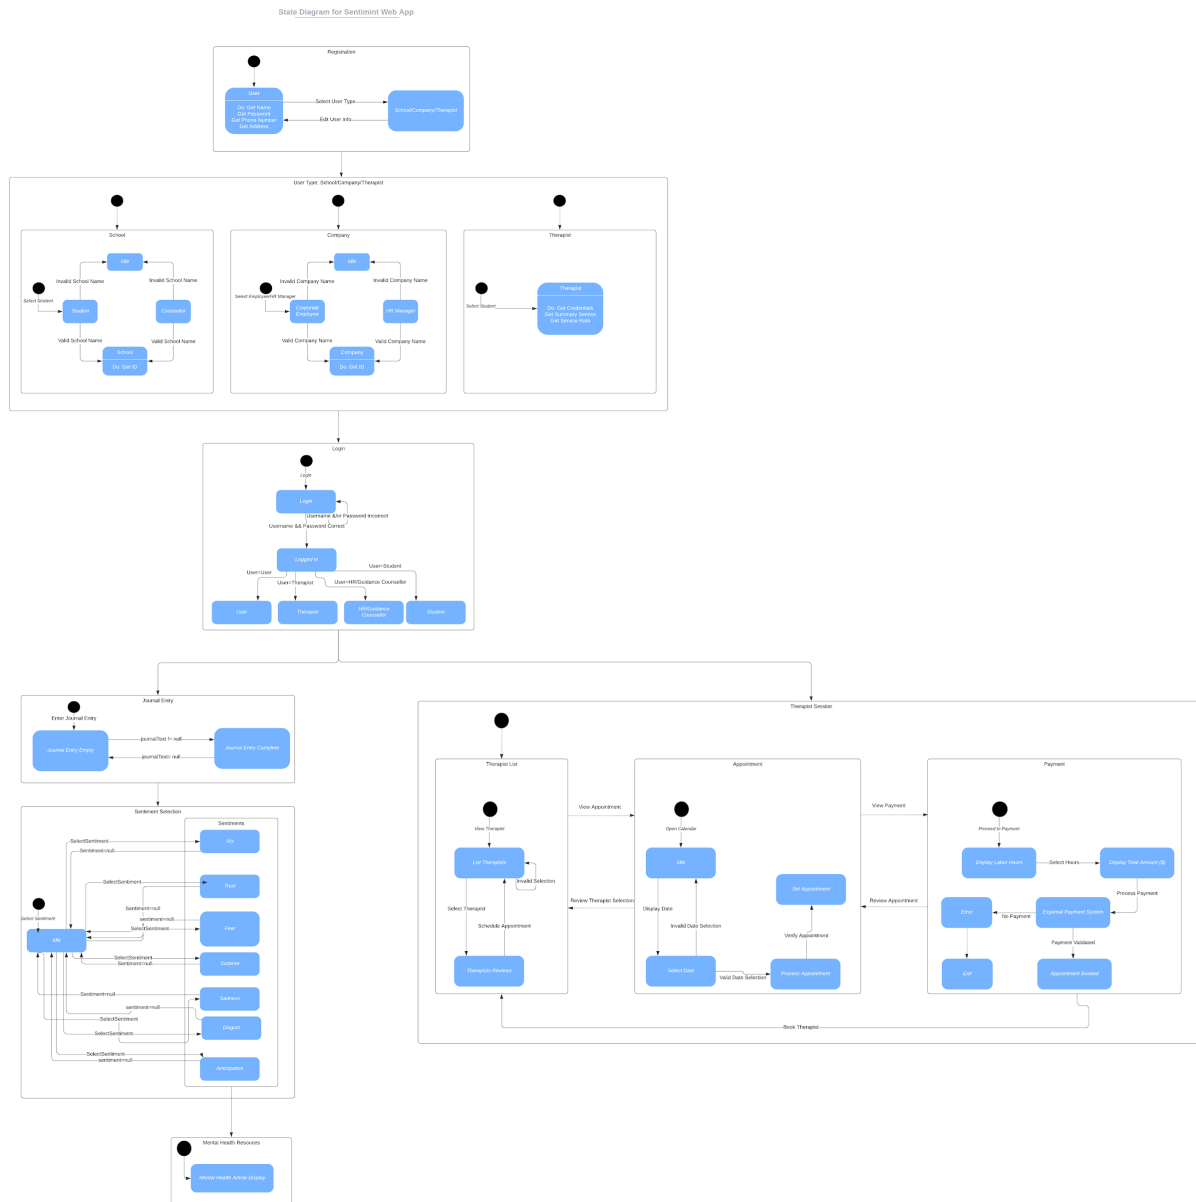 State Diagram for Sentimint Web App
Registration
User
Do: Get Name
Get Password
Get Phone Number
Get Address
Select User Type
Edit User Info
School/Company/Therapist
User Type: School/Company/Therapist
School
Idle
Invalid School Name
Invalid School Name
Select Student
Student
Counsellor
Valid School Name
Valid School Name
School
Do: Get ID
Company
Idle
Invalid Company Name
Invalid Company Name
Select Employee/HR Manager
Corporate
Employee
HR Manager
Valid Company Name
Valid Company Name
Company
Do: Get ID
Therapist
Select Student
Therapist
Do: Get Credentials
Get Summary Service
Get Service Rate
Login
Login
Login
Username &/or Password Incorrect
Username && Password Correct
Logged In
User=User
User=Therapist
User=HR/Guidance Counsellor
User=Student
User
Therapist
HR/Guidance
Counsellor
Student
Journal Entry
Enter Journal Entry
Journal Entry Empty
journalText != null
journalText= null
Journal Entry Complete
Sentiment Selection
Sentiments
SelectSentiment
Sentiment=null
Joy
SelectSentiment
Trust
Select Sentiment
Sentiment=null
sentiment=null
SelectSentiment
Fear
Idle
SelectSentiment
Sentiment=null
Surprise
Sentiment=null
Sadness
sentiment=null
SelectSentiment
Disgust
SelectSentiment
SelectSentiment
sentiment=null
Anticipation
Mental Health Resouces
Mental Health Article Display
Therapist Session
Therapist List
View Therapist
List Therapists
Invalid Selection
Select Therapist
Schedule Appointment
Therapists Reviews
View Appointment
Review Therapist Selection
Appointment
Open Calendar
Idle
Display Date
Invalid Date Selection
Select Date
Valid Date Selection
Set Appointment
Verify Appointment
Process Appointment
View Payment
Review Appointment
Payment
Proceed to Payment
Display Labor Hours
Select Hours
Display Total Amount ($)
Process Payment
Error
No Payment
External Payment System
Payment Validated
Exit
Appointment Booked
Book Therapist